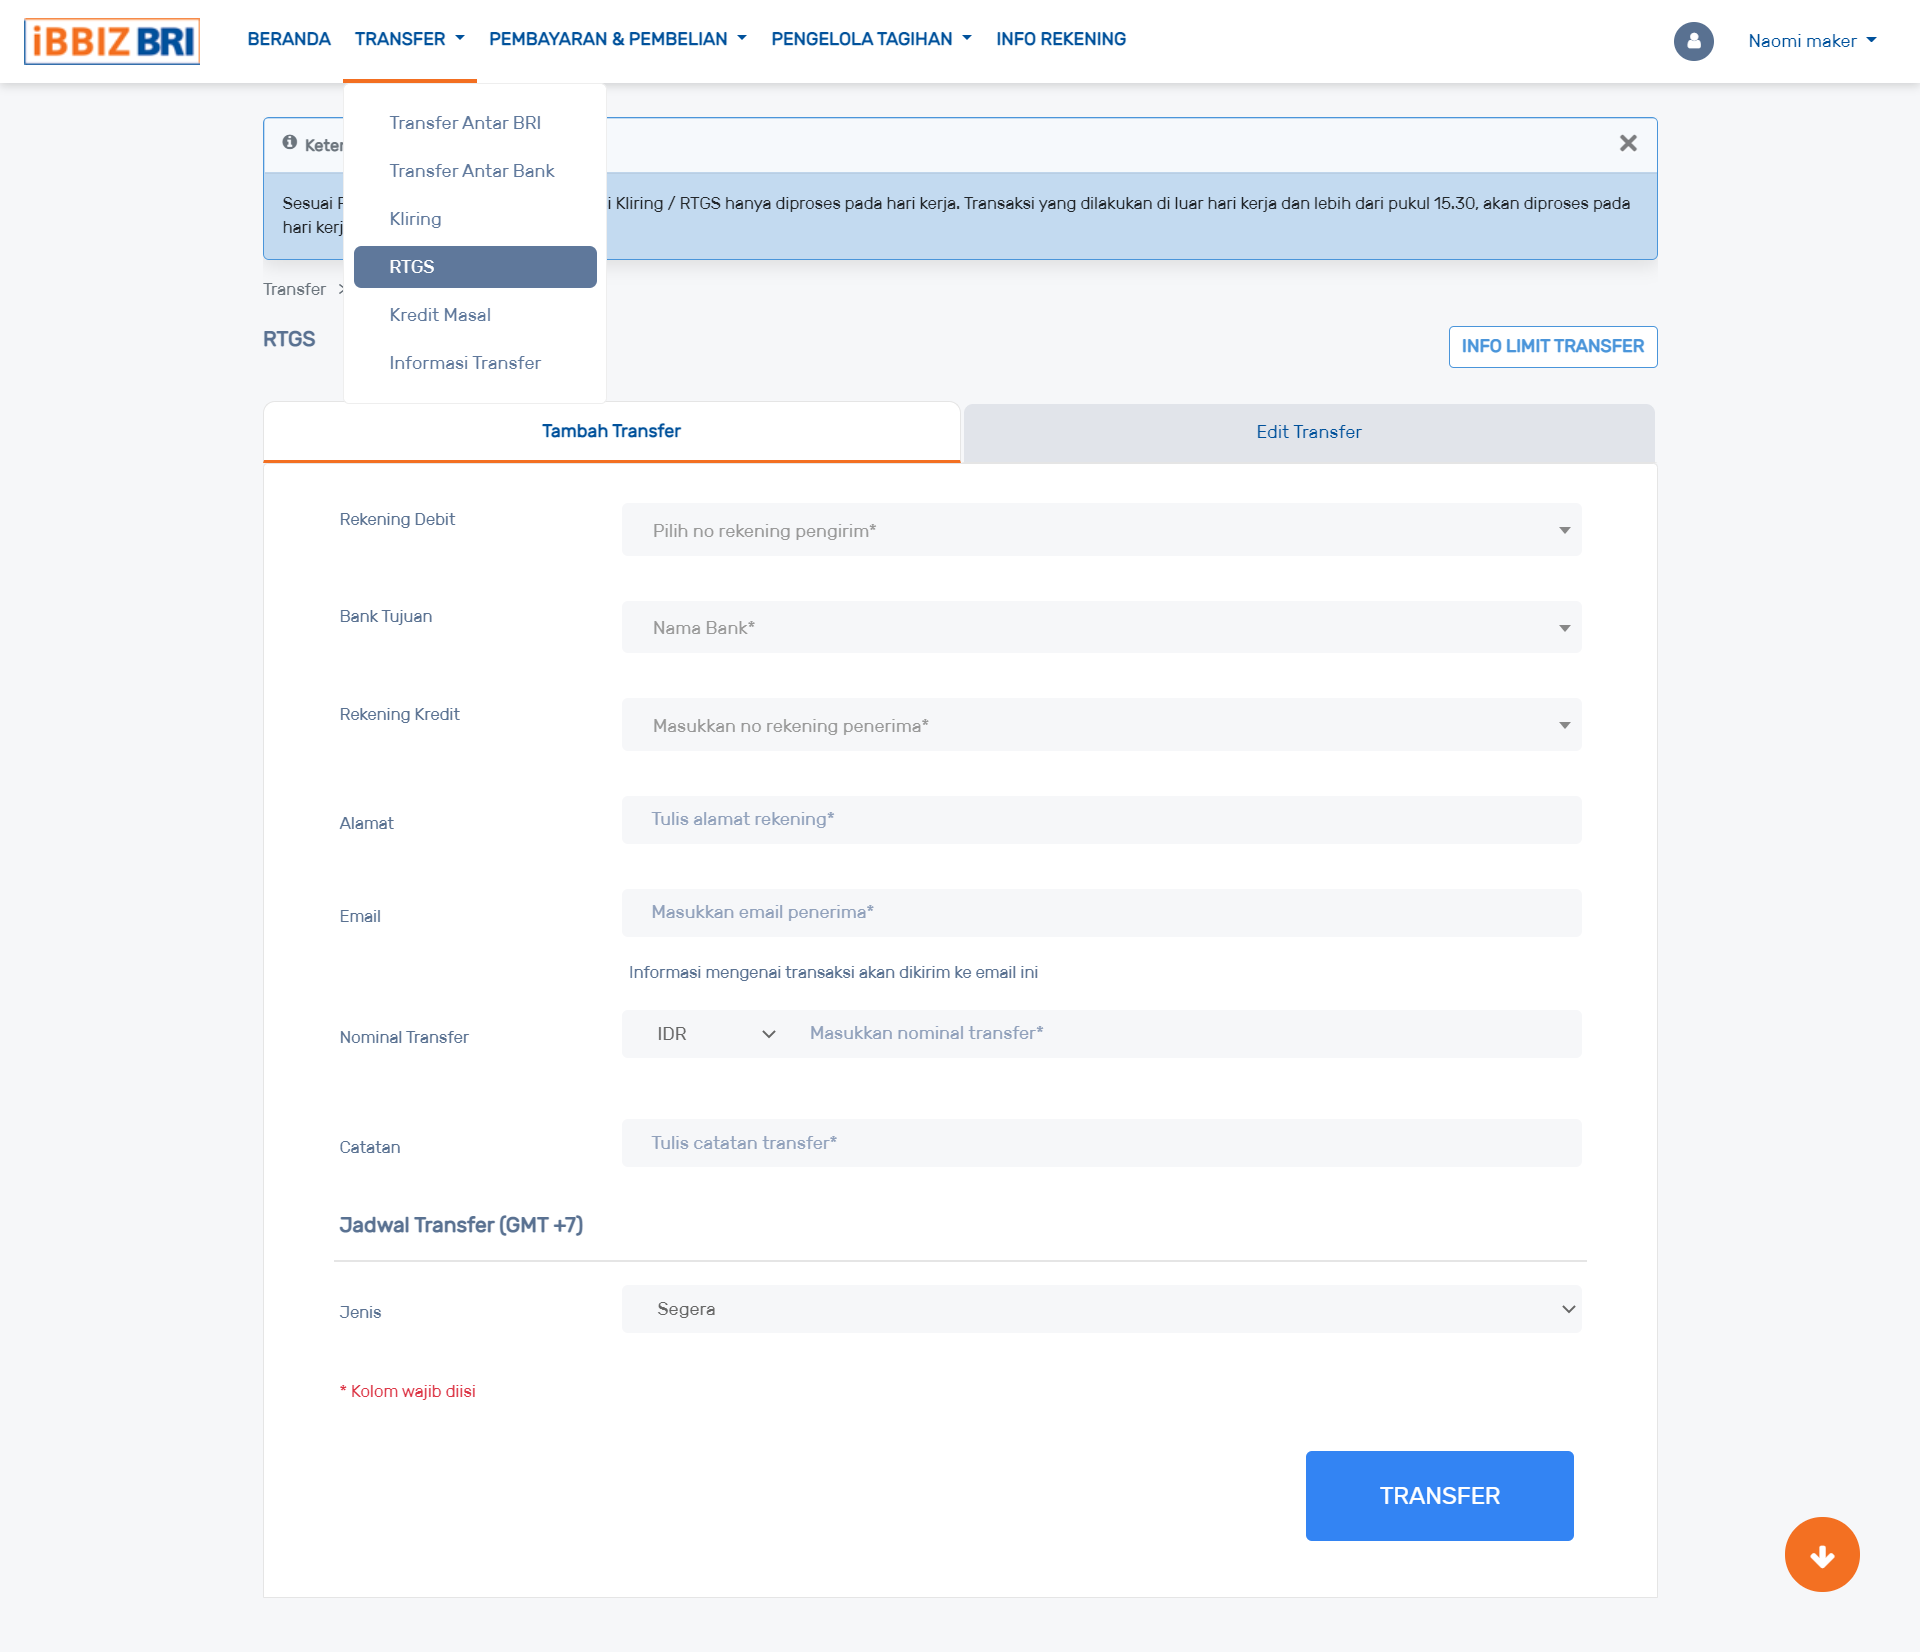 iBBIZ BRI
BERANDA
TRANSFER
PEMBAYARAN & PEMBELIAN
PENGELOLA TAGIHAN
INFO REKENING
Naomi maker
Transfer Antar BRI
Transfer Antar Bank
Kliring
RTGS
Kredit Masal
Informasi Transfer
Sesuai Kliring / RTGS hanya diproses pada hari kerja. Transaksi yang dilakukan di luar hari kerja dan lebih dari pukul 15.30, akan diproses pada
hari
Transfer >
RTGS
INFO LIMIT TRANSFER
Tambah Transfer
Edit Transfer
Rekening Debit
Pilih no rekening pengirim*
Bank Tujuan
Nama Bank*
Rekening Kredit
Masukkan no rekening penerima*
Alamat
Tulis alamat rekening*
Email
Masukkan email penerima*
Informasi mengenai transaksi akan dikirim ke email ini
Nominal Transfer
IDR
Masukkan nominal transfer*
Catatan
Tulis catatan transfer*
Jadwal Transfer (GMT +7)
Jenis
Segera
* Kolom wajib diisi
TRANSFER